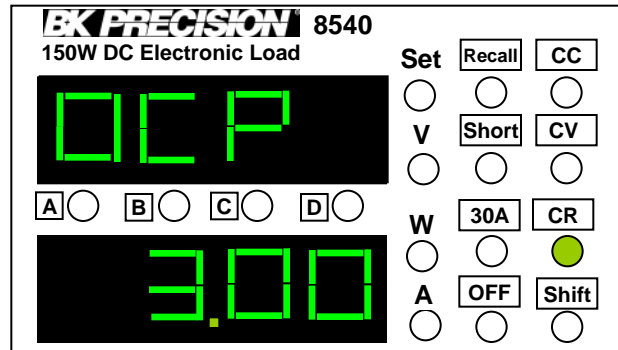 BK PRECISION 8540
150W DC Electronic Load
Set Recall CC
OCP
V Short CV
A B C D
W 30A CR
3.00
A OFF Shift